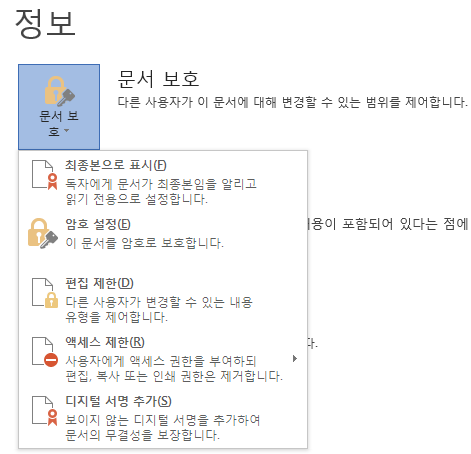 정보
문서 보
호
문서 보호
다른 사용자가 이 문서에 대해 변경할 수 있는 범위를 제어합니다.
최종본으로 표시(F)
독자에게 문서가 최종본임을 알리고
읽기 전용으로 설정합니다.
암호 설정(E)
이 문서를 암호로 보호합니다.
용이 포함되어 있다는 점에
편집 제한(D)
다른 사용자가 변경할 수 있는 내용
유형을 제어합니다.
액세스 제한(R)
사용자에게 액세스 권한을 부여하되
편집, 복사 또는 인쇄 권한은 제거합니다.
다.
디지털 서명 추가(S)
보이지 않는 디지털 서명을 추가하여
문서의 무결성을 보장합니다.